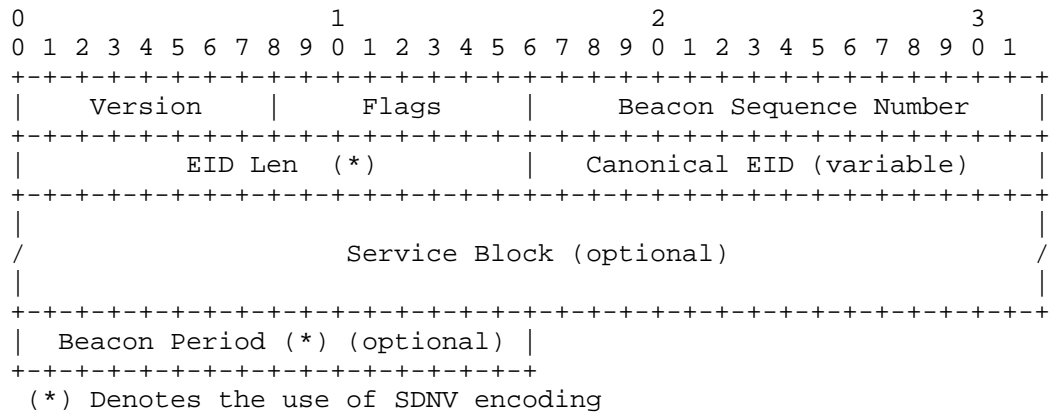 0                   1                   2                   3
0 1 2 3 4 5 6 7 8 9 0 1 2 3 4 5 6 7 8 9 0 1 2 3 4 5 6 7 8 9 0 1
+-+-+-+-+-+-+-+-+-+-+-+-+-+-+-+-+-+-+-+-+-+-+-+-+-+-+-+-+-+-+-+-+
|    Version    |     Flags     |     Beacon Sequence Number    |
+-+-+-+-+-+-+-+-+-+-+-+-+-+-+-+-+-+-+-+-+-+-+-+-+-+-+-+-+-+-+-+-+
|          EID Len  (*)         |   Canonical EID (variable)    |
+-+-+-+-+-+-+-+-+-+-+-+-+-+-+-+-+-+-+-+-+-+-+-+-+-+-+-+-+-+-+-+-+
|                                                               |
/                    Service Block (optional)                   /
|                                                               |
+-+-+-+-+-+-+-+-+-+-+-+-+-+-+-+-+-+-+-+-+-+-+-+-+-+-+-+-+-+-+-+-+
|  Beacon Period (*) (optional) |
+-+-+-+-+-+-+-+-+-+-+-+-+-+-+-+-+
(*) Denotes the use of SDNV encoding